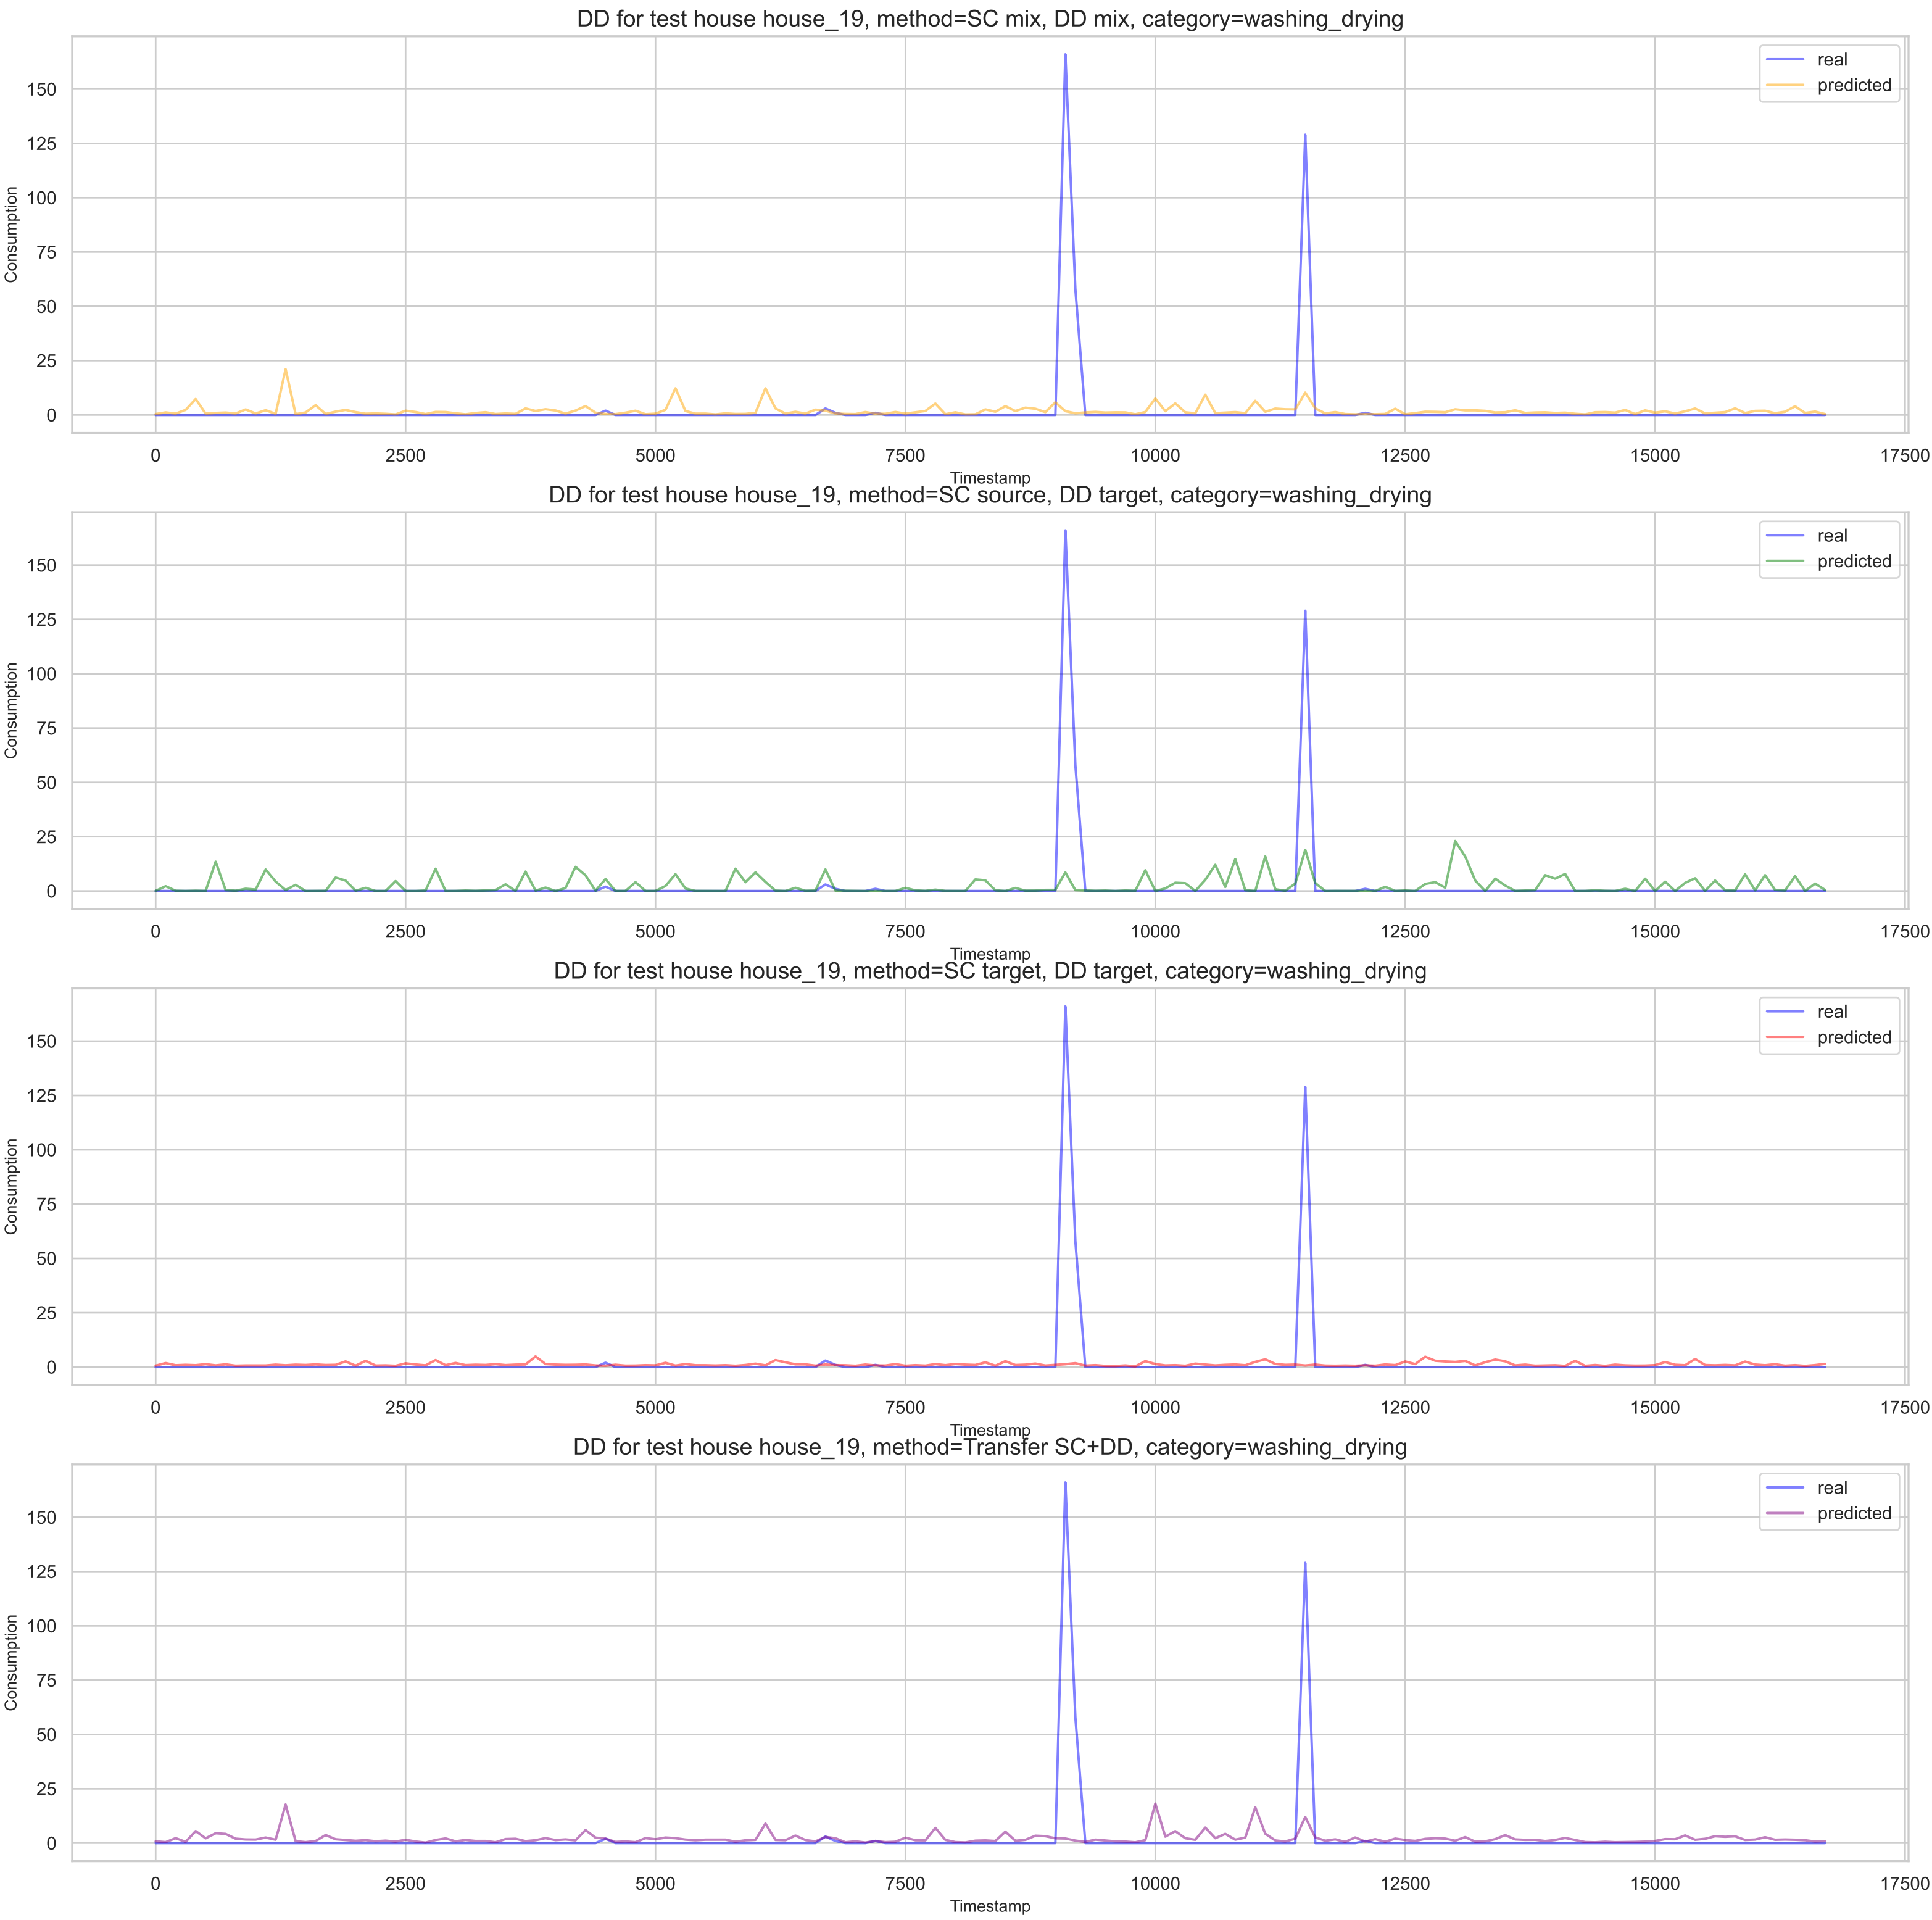 DD for test house house_19, method=SC mix, DD mix, category=washing_drying
real
predicted
150
125
100
75
50
25
0
Consumption
0 2500 5000 7500 10000 12500 15000 17500
Timestamp
DD for test house house_19, method=SC source, DD target, category=washing_drying
real
predicted
150
125
100
75
50
25
0
Consumption
0 2500 5000 7500 10000 12500 15000 17500
Timestamp
DD for test house house_19, method=SC target, DD target, category=washing_drying
real
predicted
150
125
100
75
50
25
0
Consumption
0 2500 5000 7500 10000 12500 15000 17500
Timestamp
DD for test house house_19, method=Transfer SC+DD, category=washing_drying
real
predicted
150
125
100
75
50
25
0
Consumption
0 2500 5000 7500 10000 12500 15000 17500
Timestamp